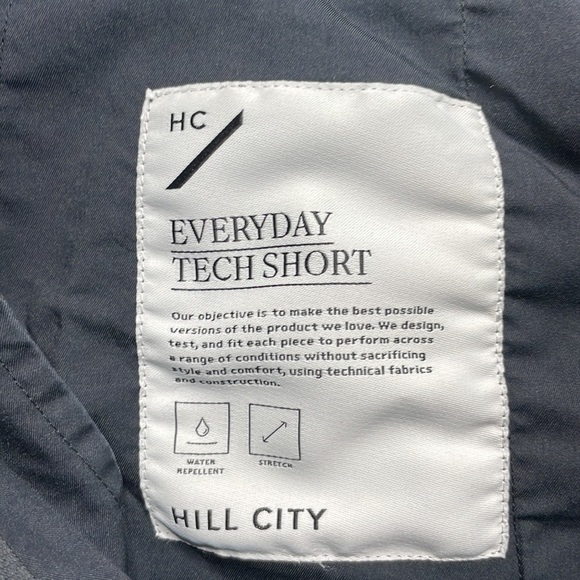 HC
EVERYDAY
TECH SHORT
Our objective is to make the best possible
versions of the product we love. We design,
test, and fit each piece to perform across
a range of conditions without sacrificing
style and comfort, using technical fabrics
and construction.
WATER
REPELLENT
STRETCH
HILL CITY